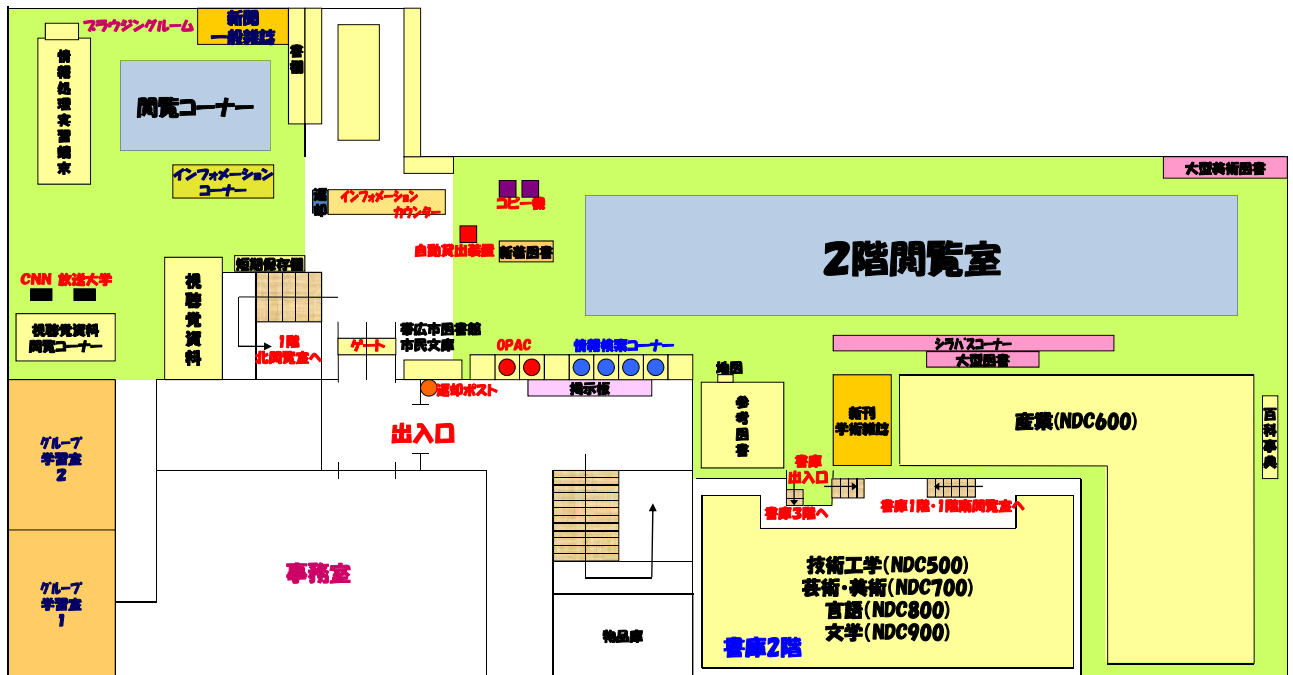 ブラウジングルーム
新聞
一般雑誌
書棚
情報処理実習端末
閲覧コーナー
インフォメーション
コーナー
返却
インフォメーション
カウンター
コピー機
大型美術図書
自動貸出装置
新着図書
2階閲覧室
短期保存棚
CNN 放送大学
視聴覚資料
閲覧コーナー
視聴覚資料
1階
北閲覧室へ
ゲート
帯広市図書館
市民文庫
OPAC
情報検索コーナー
シラバスコーナー
大型図書
返却ポスト
掲示板
地図
参考図書
新刊
学術雑誌
産業(NDC600)
百科事典
出入口
グループ
学習室
2
書庫
出入口
書庫3階へ
書庫1階・1階南閲覧室へ
グループ
学習室
1
事務室
物品庫
技術工学(NDC500)
芸術・美術(NDC700)
言語(NDC800)
文学(NDC900)
書庫2階